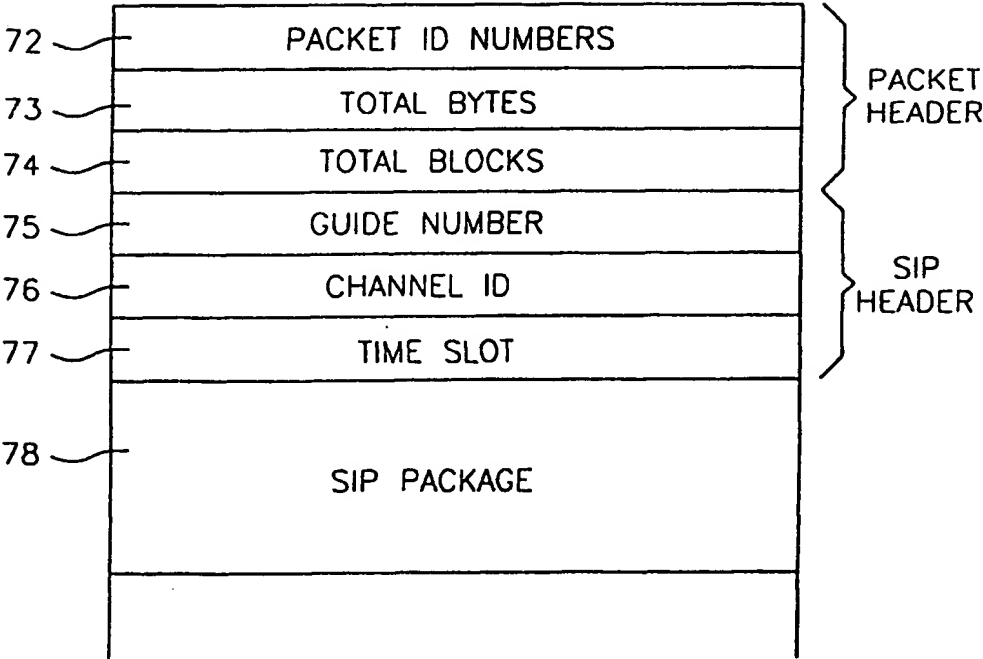 72 PACKET ID NUMBERS
73 TOTAL BYTES
74 TOTAL BLOCKS
PACKET
HEADER
75 GUIDE NUMBER
76 CHANNEL ID
77 TIME SLOT
SIP
HEADER
78 SIP PACKAGE